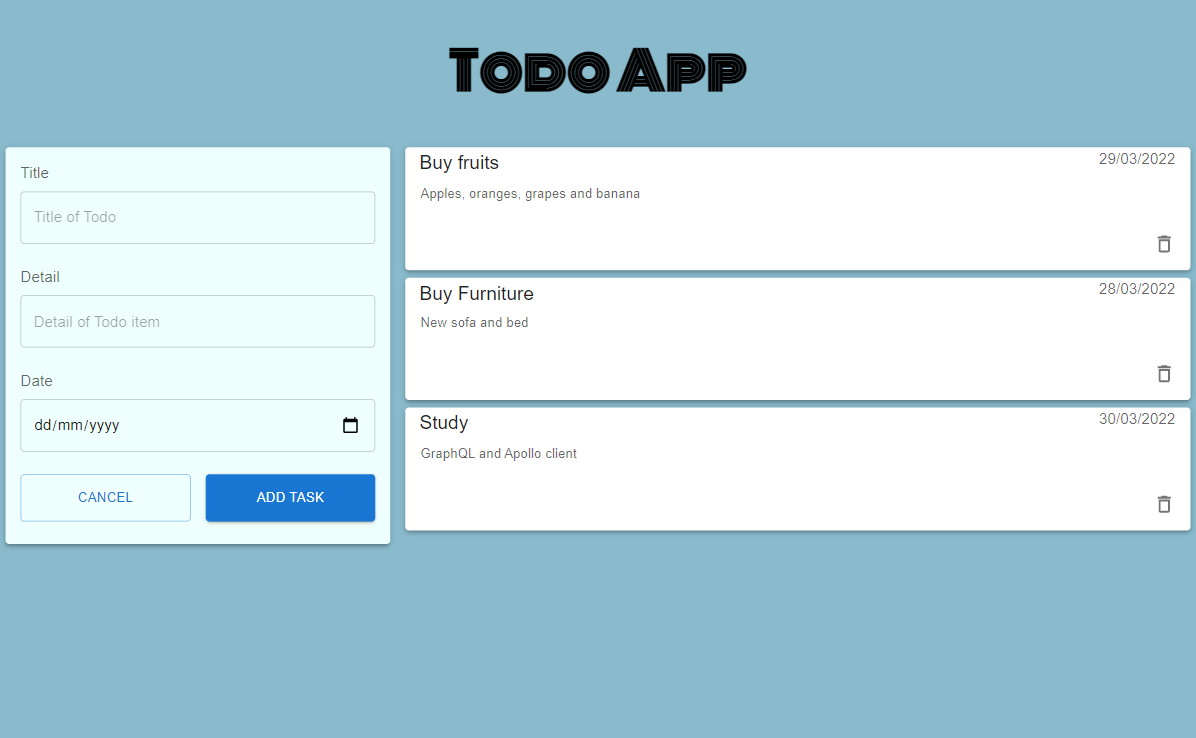 Todo App
Title
Title of Todo
Detail
Detail of Todo item
Date
dd/mm/yyyy
CANCEL
ADD TASK
Buy fruits
29/03/2022
Apples, oranges, grapes and banana
Buy Furniture
28/03/2022
New sofa and bed
Study
30/03/2022
GraphQL and Apollo client